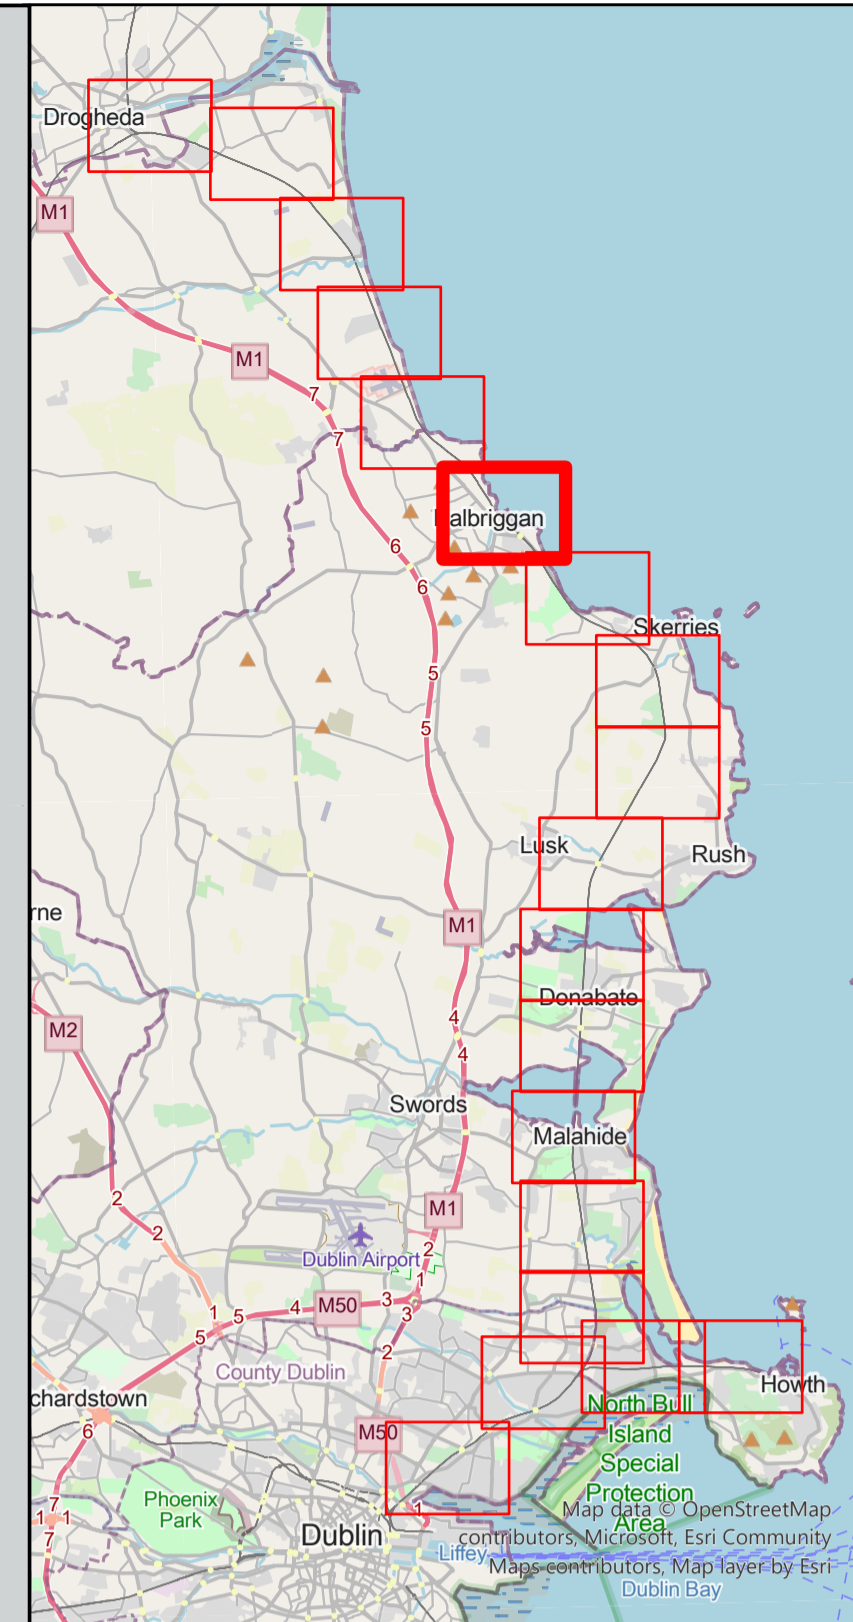 Drogheda
M1
M1
7
7
Balbriggan
6
6
Skerries
5
5
Lusk
Rush
rne
M1
Donabate
M2
4
4
Swords
Malahide
2
M1
2
2
Dublin Airport
1
M50
3
3
4
5
1
5
2
County Dublin
chardstown
Howth
North Bull
Island
Special
Protection
Area
6
M50
Phoenix
Park
7
1
1
7
1
Dublin
Liffey
Map data © OpenStreetMap
contributors, Microsoft, Esri Community
Maps contributors, Map layer by Esri
Dublin Bay